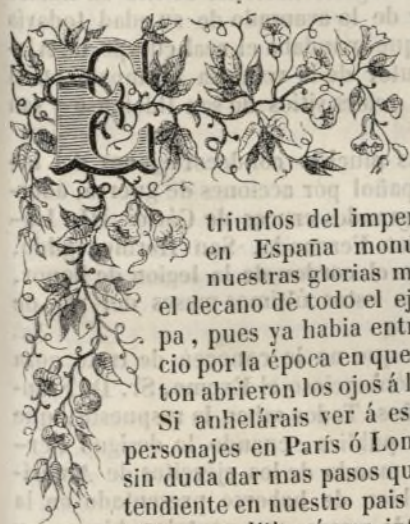 E
triunfos del imper
en España monu
nuestras glorias m
el decano de todo el ej
pa, pues ya habia entr
cio por la época en que
ton abrieron los ojos á l
Si anhelárais ver á es
personajes en París ó Lon
sin duda dar mas pasos qu
tendiente en nuestro pais